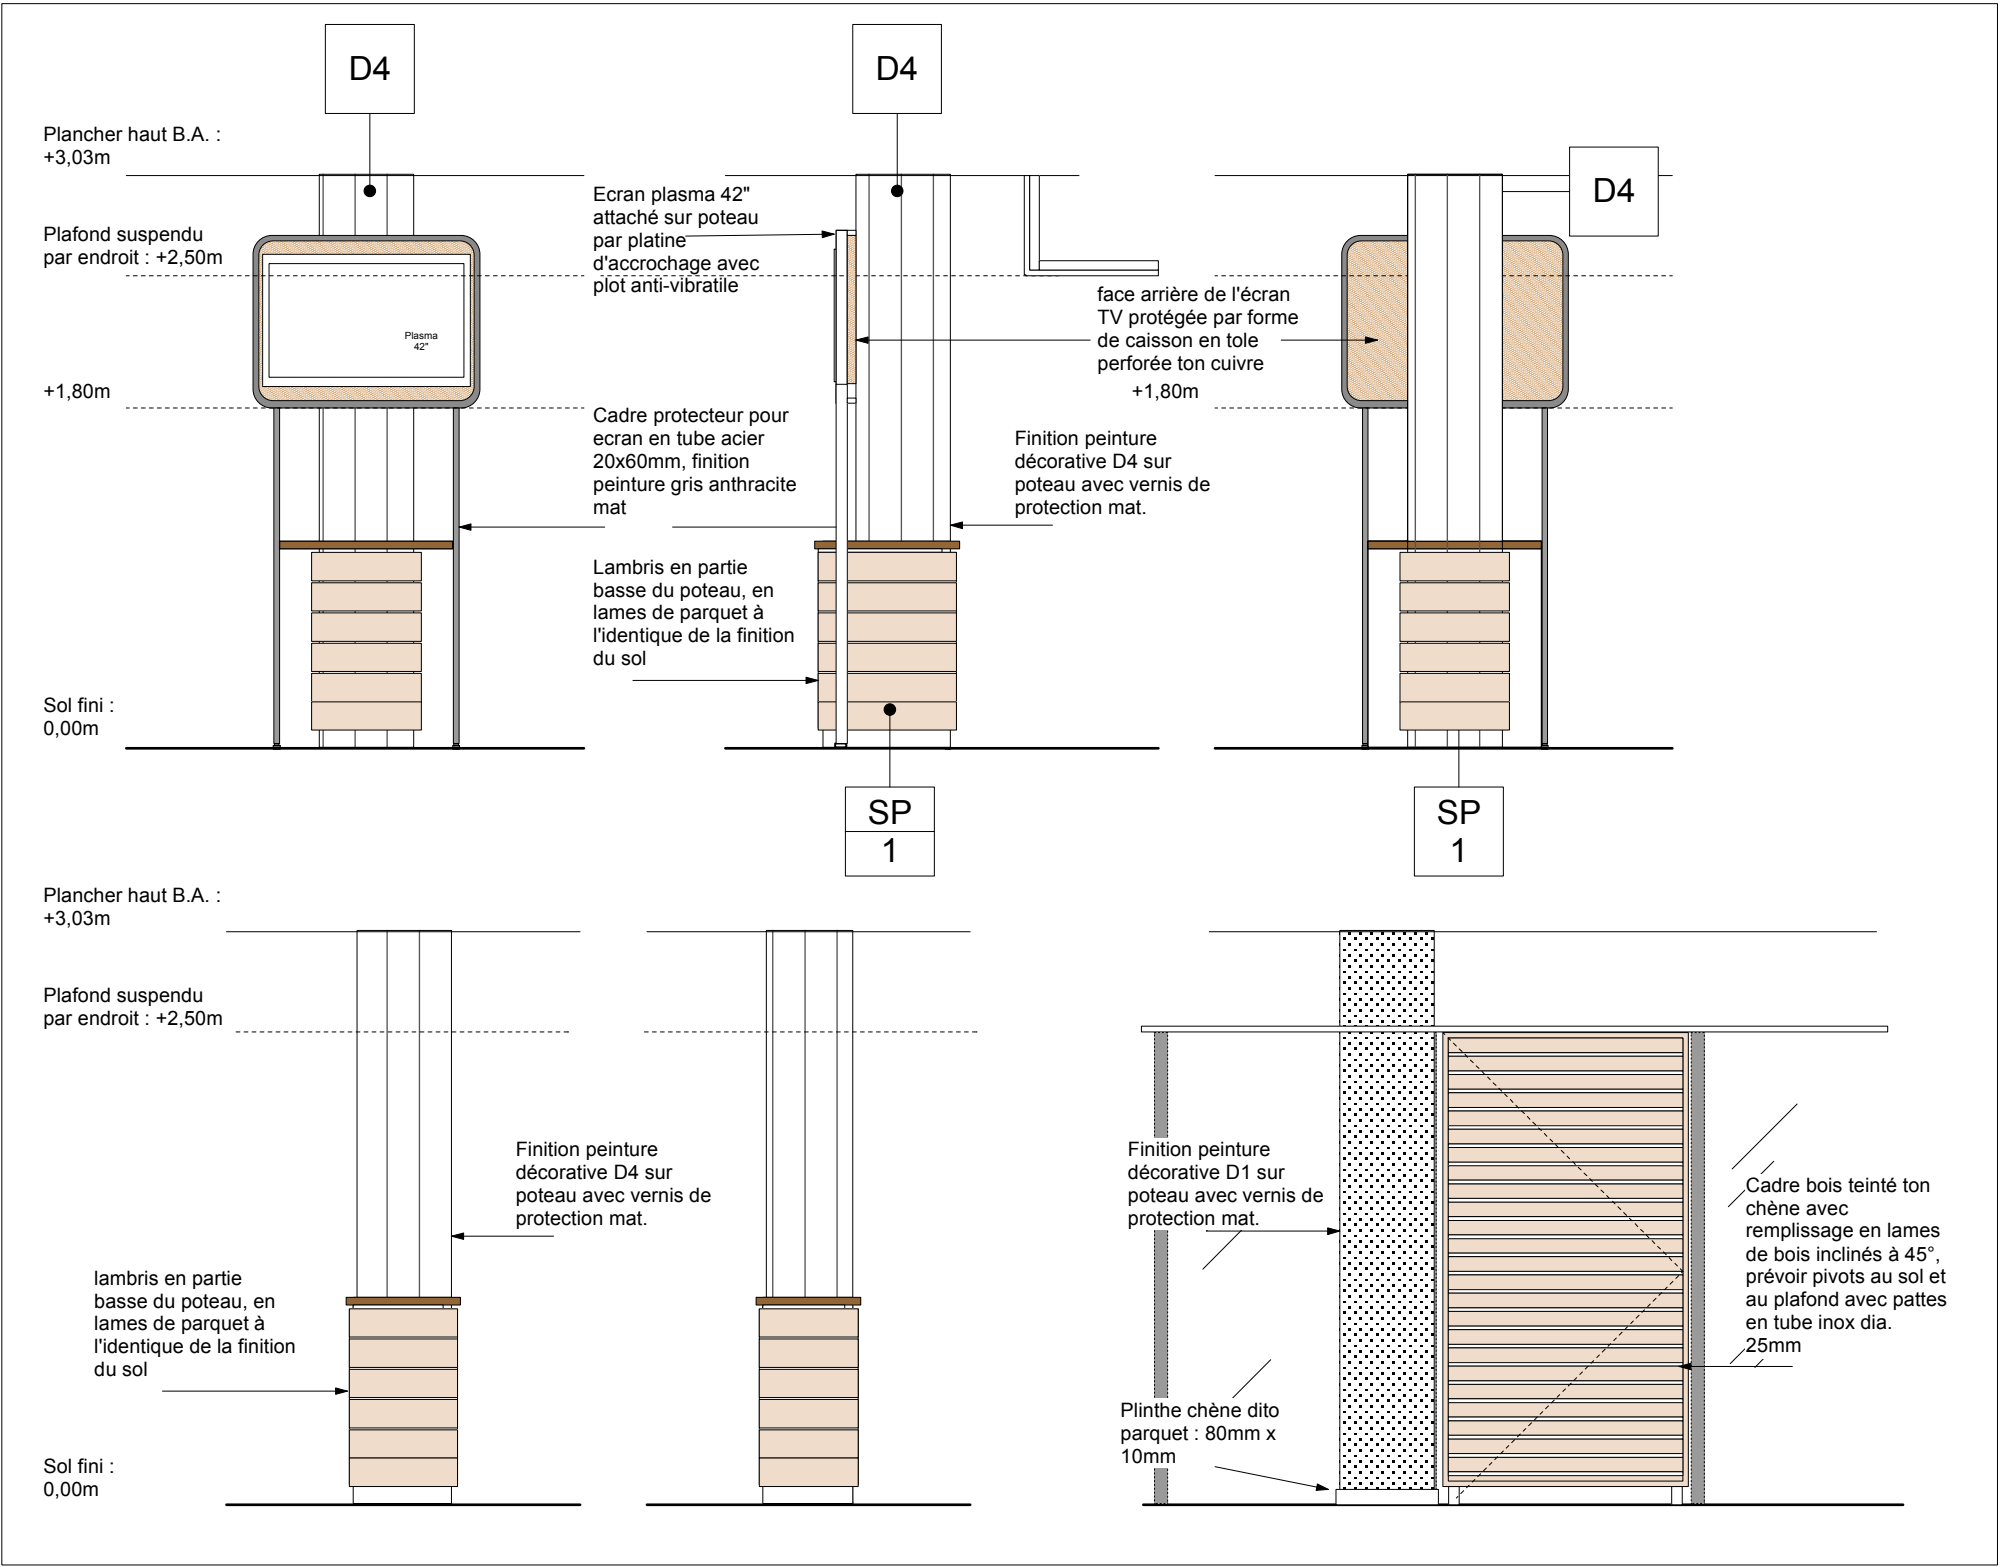 D4
D4
Plancher haut B.A. :
+3,03m
Ecran plasma 42"
attaché sur poteau
par platine
d'accrochage avec
plot anti-vibratile
D4
Plafond suspendu
par endroit : +2,50m
face arrière de l'écran
TV protégée par forme
de caisson en tole
perforée ton cuivre
+1,80m
Plasma
42"
+1,80m
Cadre protecteur pour
ecran en tube acier
20x60mm, finition
peinture gris anthracite
mat
Finition peinture
décorative D4 sur
poteau avec vernis de
protection mat.
Lambris en partie
basse du poteau, en
lames de parquet à
l'identique de la finition
du sol
Sol fini :
0,00m
SP
1
SP
1
Plancher haut B.A. :
+3,03m
Plafond suspendu
par endroit : +2,50m
Finition peinture
décorative D4 sur
poteau avec vernis de
protection mat.
Finition peinture
décorative D1 sur
poteau avec vernis de
protection mat.
Cadre bois teinté ton
chène avec
remplissage en lames
de bois inclinés à 45°,
prévoir pivots au sol et
au plafond avec pattes
en tube inox dia.
25mm
lambris en partie
basse du poteau, en
lames de parquet à
l'identique de la finition
du sol
Plinthe chène dito
parquet : 80mm x
10mm
Sol fini :
0,00m